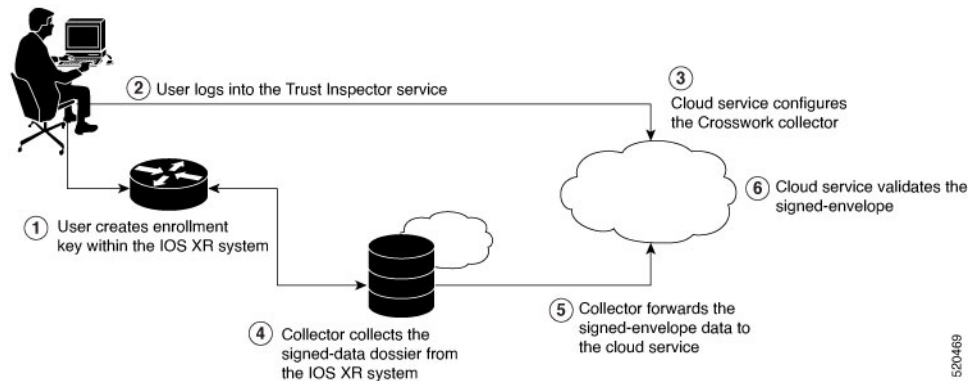 ② User logs into the Trust Inspector service
③
Cloud service configures
the Crosswork collector
① User creates enrollment
key within the IOS XR system
⑥ Cloud service validates the
signed-envelope
④ Collector collects the
signed-data dossier from
the IOS XR system
⑤ Collector forwards the
signed-envelope data to
the cloud service
520469